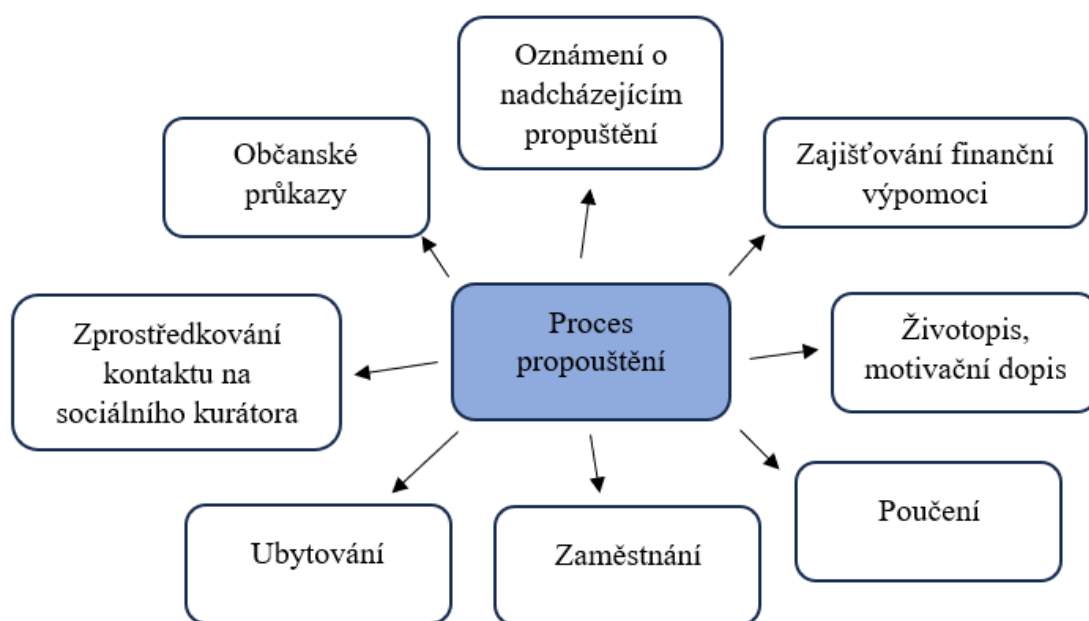 Oznámení o
nadcházejícím
propuštění
Občanské
průkazy
Zajišťování finanční
výpomoci
Proces
propouštění
Zprostředkování
kontaktu na
sociálního kurátora
Životopis,
motivační dopis
Poučení
Ubytování
Zaměstnání